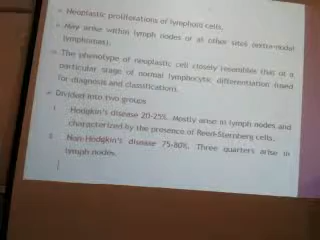 » Neoplastic proliferations of lymphoid cells.
» May arise within lymph nodes or at other sites (extra-nodal
lymphomas).
» The phenotype of neoplastic cell closely resemble that of a
particular stage of normal lymphocytic differentiation (used
for diagnosis and classification).
» Divided into two groups
1. Hodgkin's disease 20-25%. Mostly arise in lymph nodes and
characterized by the presence of Reed-Sternberg cells.
2. Non-Hodgkin's disease 75-80%. Three quarters arise in
lymph nodes.